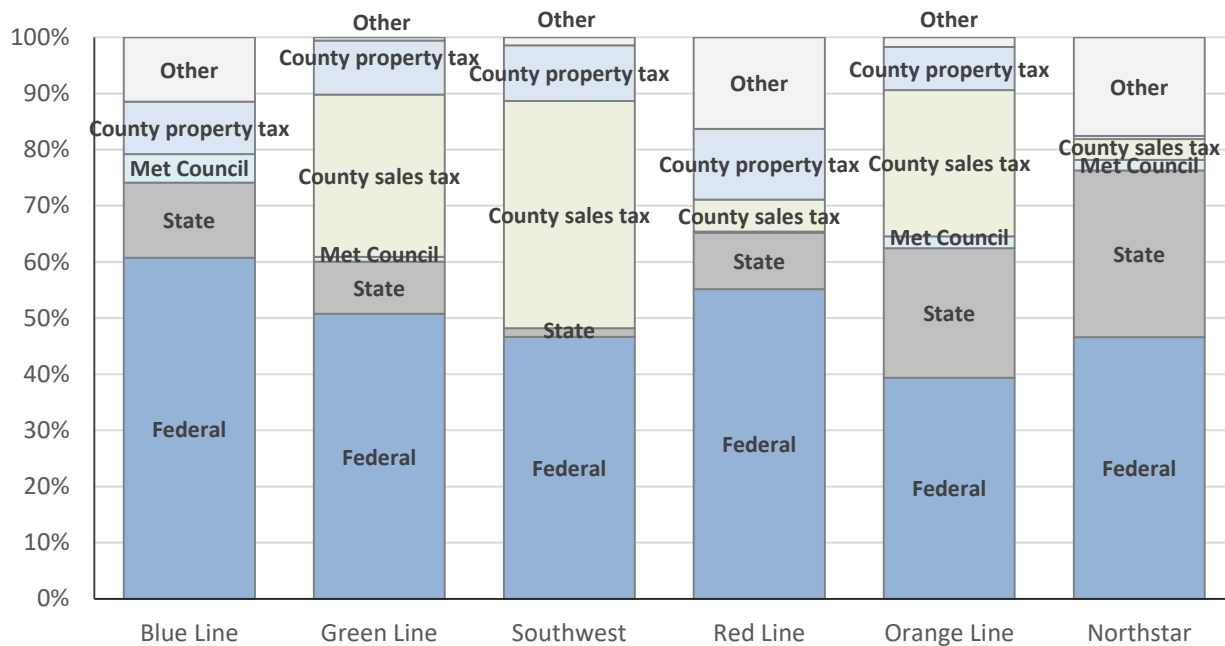 Other Other Other
100%
90%
80%
70%
60%
50%
40%
30%
20%
10%
0%
Other
County property tax
Met Council
State
Federal
County property tax
County sales tax
Met Council
State
Federal
County property tax
County sales tax
State
Federal
Other
County property tax
County sales tax
State
Federal
County property tax
County sales tax
Met Council
State
Federal
Other
County sales tax
Met Council
State
Federal
Blue Line Green Line Southwest Red Line Orange Line Northstar